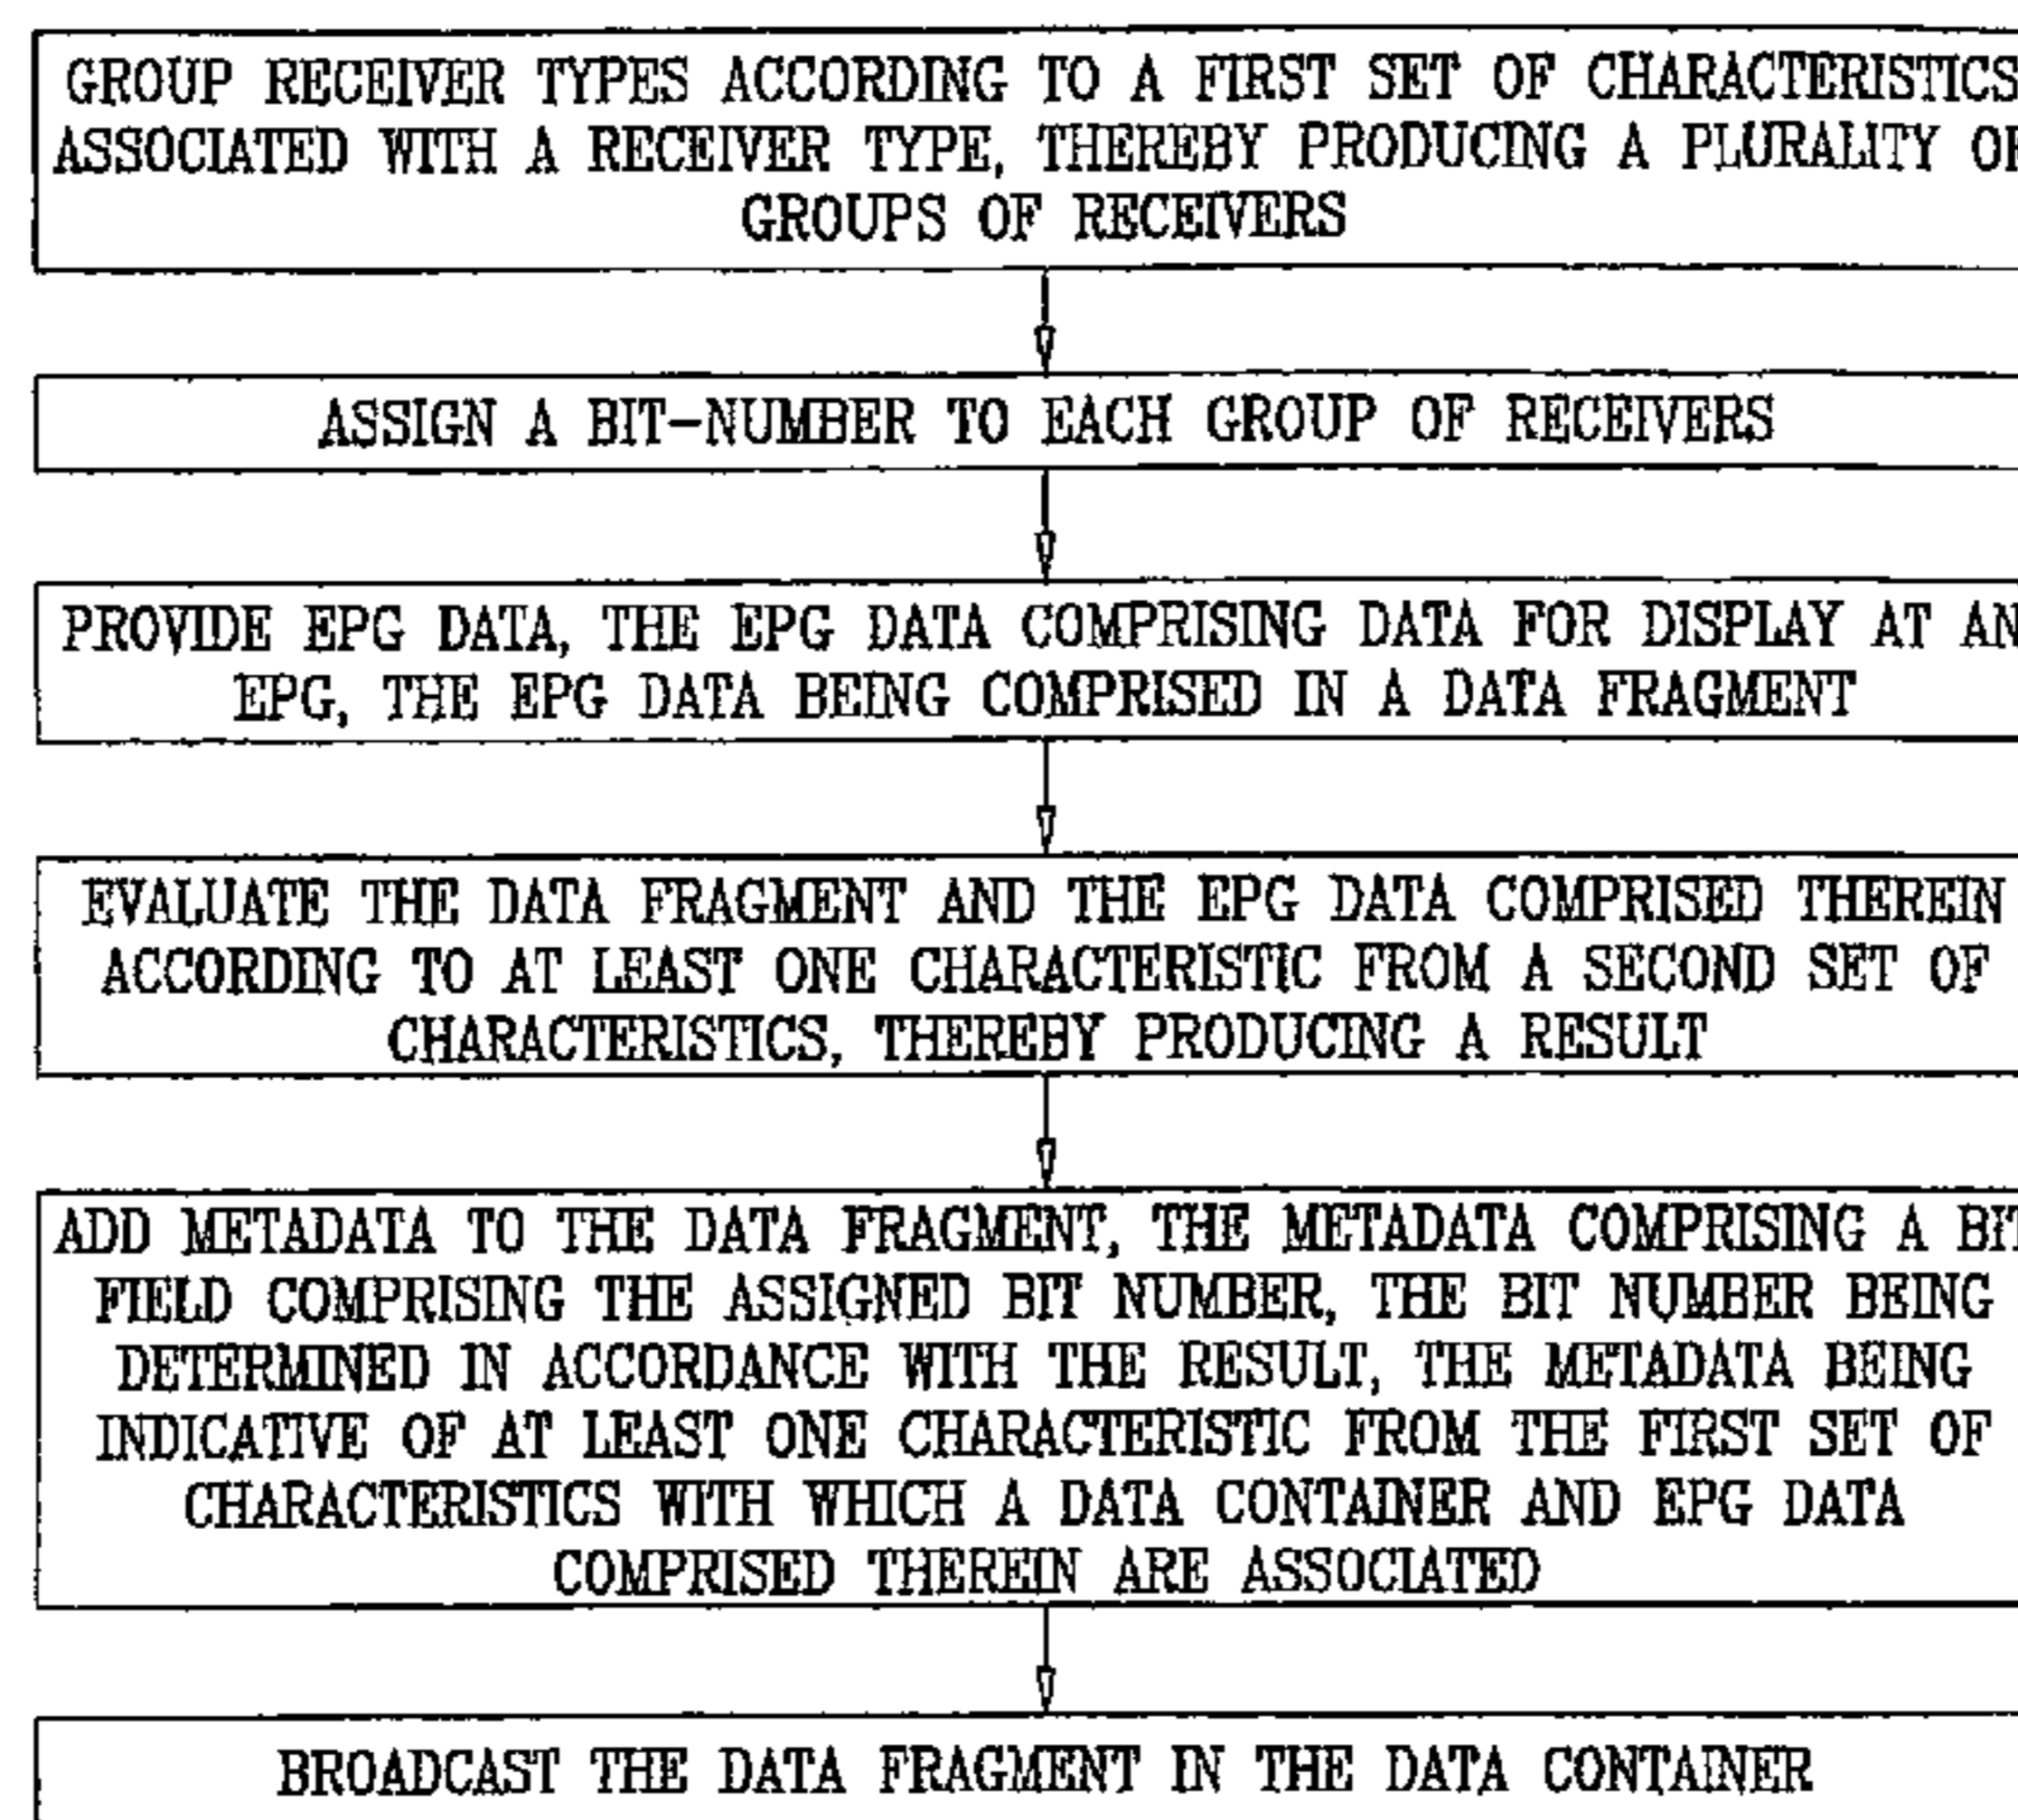 GROUP RECEIVER TYPES ACCORDING TO A FIRST SET OF CHARACTERISTICS
ASSOCIATED WITH A RECEIVER TYPE, THEREBY PRODUCING A PLURALITY OF
GROUPS OF RECEIVERS
ASSIGN A BIT-NUMBER TO EACH GROUP OF RECEIVERS
PROVIDE EPG DATA, THE EPG DATA COMPRISING DATA FOR DISPLAY AT AN
EPG, THE EPG DATA BEING COMPRISED IN A DATA FRAGMENT
EVALUATE THE DATA FRAGMENT AND THE EPG DATA COMPRISED THEREIN
ACCORDING TO AT LEAST ONE CHARACTERISTIC FROM A SECOND SET OF
CHARACTERISTICS, THEREBY PRODUCING A RESULT
ADD METADATA TO THE DATA FRAGMENT, THE METADATA COMPRISING A BIT
FIELD COMPRISING THE ASSIGNED BIT NUMBER, THE BIT NUMBER BEING
DETERMINED IN ACCORDANCE WITH THE RESULT, THE METADATA BEING
INDICATIVE OF AT LEAST ONE CHARACTERISTIC FROM THE FIRST SET OF
CHARACTERISTICS WITH WHICH A DATA CONTAINER AND EPG DATA
COMPRISED THEREIN ARE ASSOCIATED
BROADCAST THE DATA FRAGMENT IN THE DATA CONTAINER